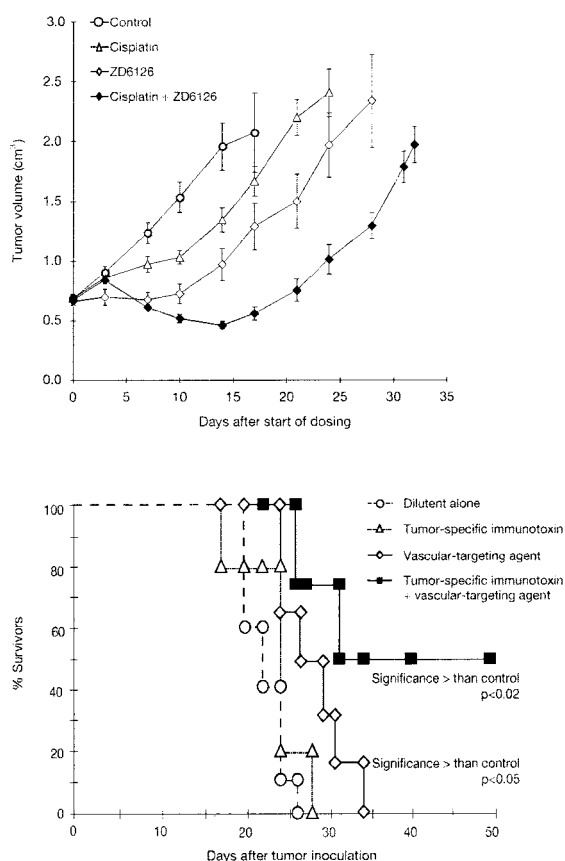 Control
Cisplatin
ZD6126
Cisplatin + ZD6126
3.0
2.5
2.0
1.5
1.0
0.5
0.0
Tumor volume (cm³)
0 5 10 15 20 25 30 35
Days after start of dosing
Dilutent alone
Tumor-specific immunotoxin
Vascular-targeting agent
Tumor-specific immunotoxin
+ vascular-targeting agent
100
80
60
40
20
0
% Survivors
Significance > than control
p<0.02
Significance > than control
p<0.05
10 20 30 40 50
Days after tumor inoculation